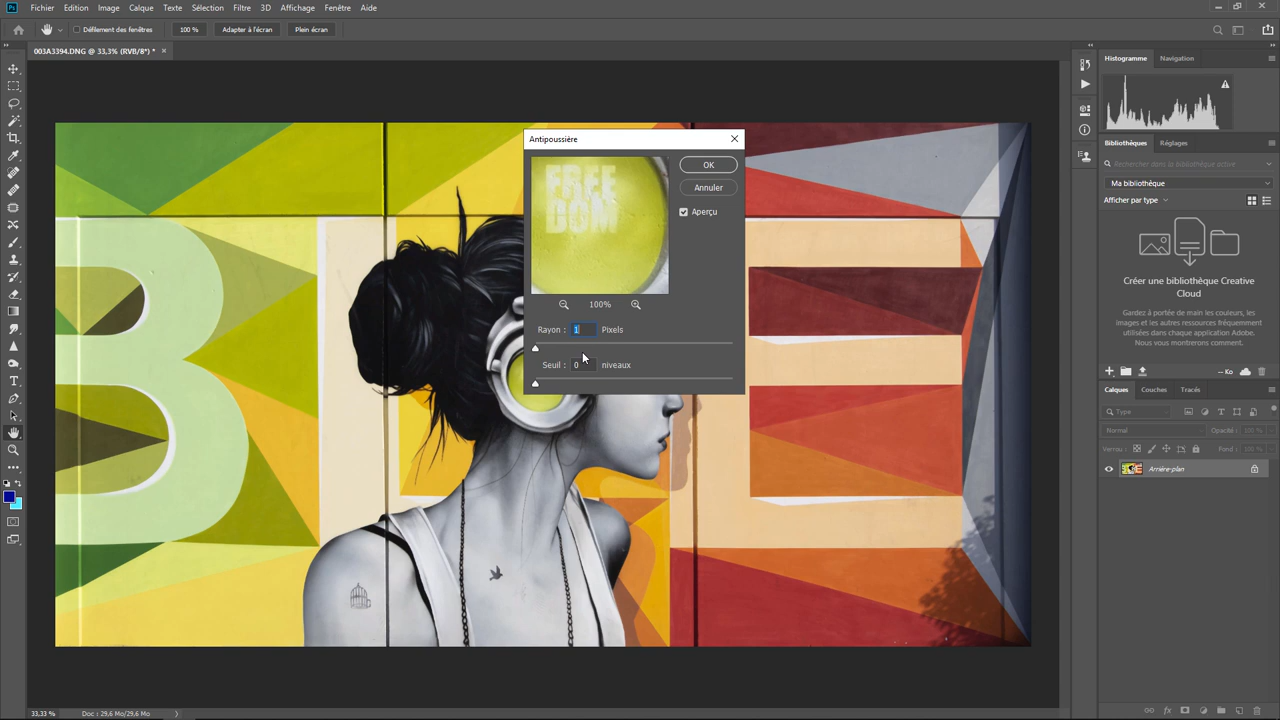 Ps Fichier Edition Image Calque Texte Sélection Filtre 3D Affichage Fenêtre Aide
Défilement des fenêtres 100 % Adapter à l'écran Plein écran
003A3394.DNG @ 33,3% (RVB/8*) * ×
Histogramme Navigation
Antipoussière
FREE
DOM
OK
Annuler
Aperçu
100%
Rayon : 1 Pixels
Seuil : 0 niveaux
Bibliothèques Réglages
Rechercher dans la bibliothèque active
Ma bibliothèque
Afficher par type
Créer une bibliothèque Creative
Cloud
Gardez à portée de main les graphiques, les
images et les autres ressources fréquemment
utilisées dans chaque application Adobe.
Nous vous montrerons comment.
-- Ko
Calques Couches Tracés
Type
Normal Opacité : 100 %
Verrou : Fond : 100 %
Arrière-plan
33,33 % Doc : 29,6 Mo/29,6 Mo